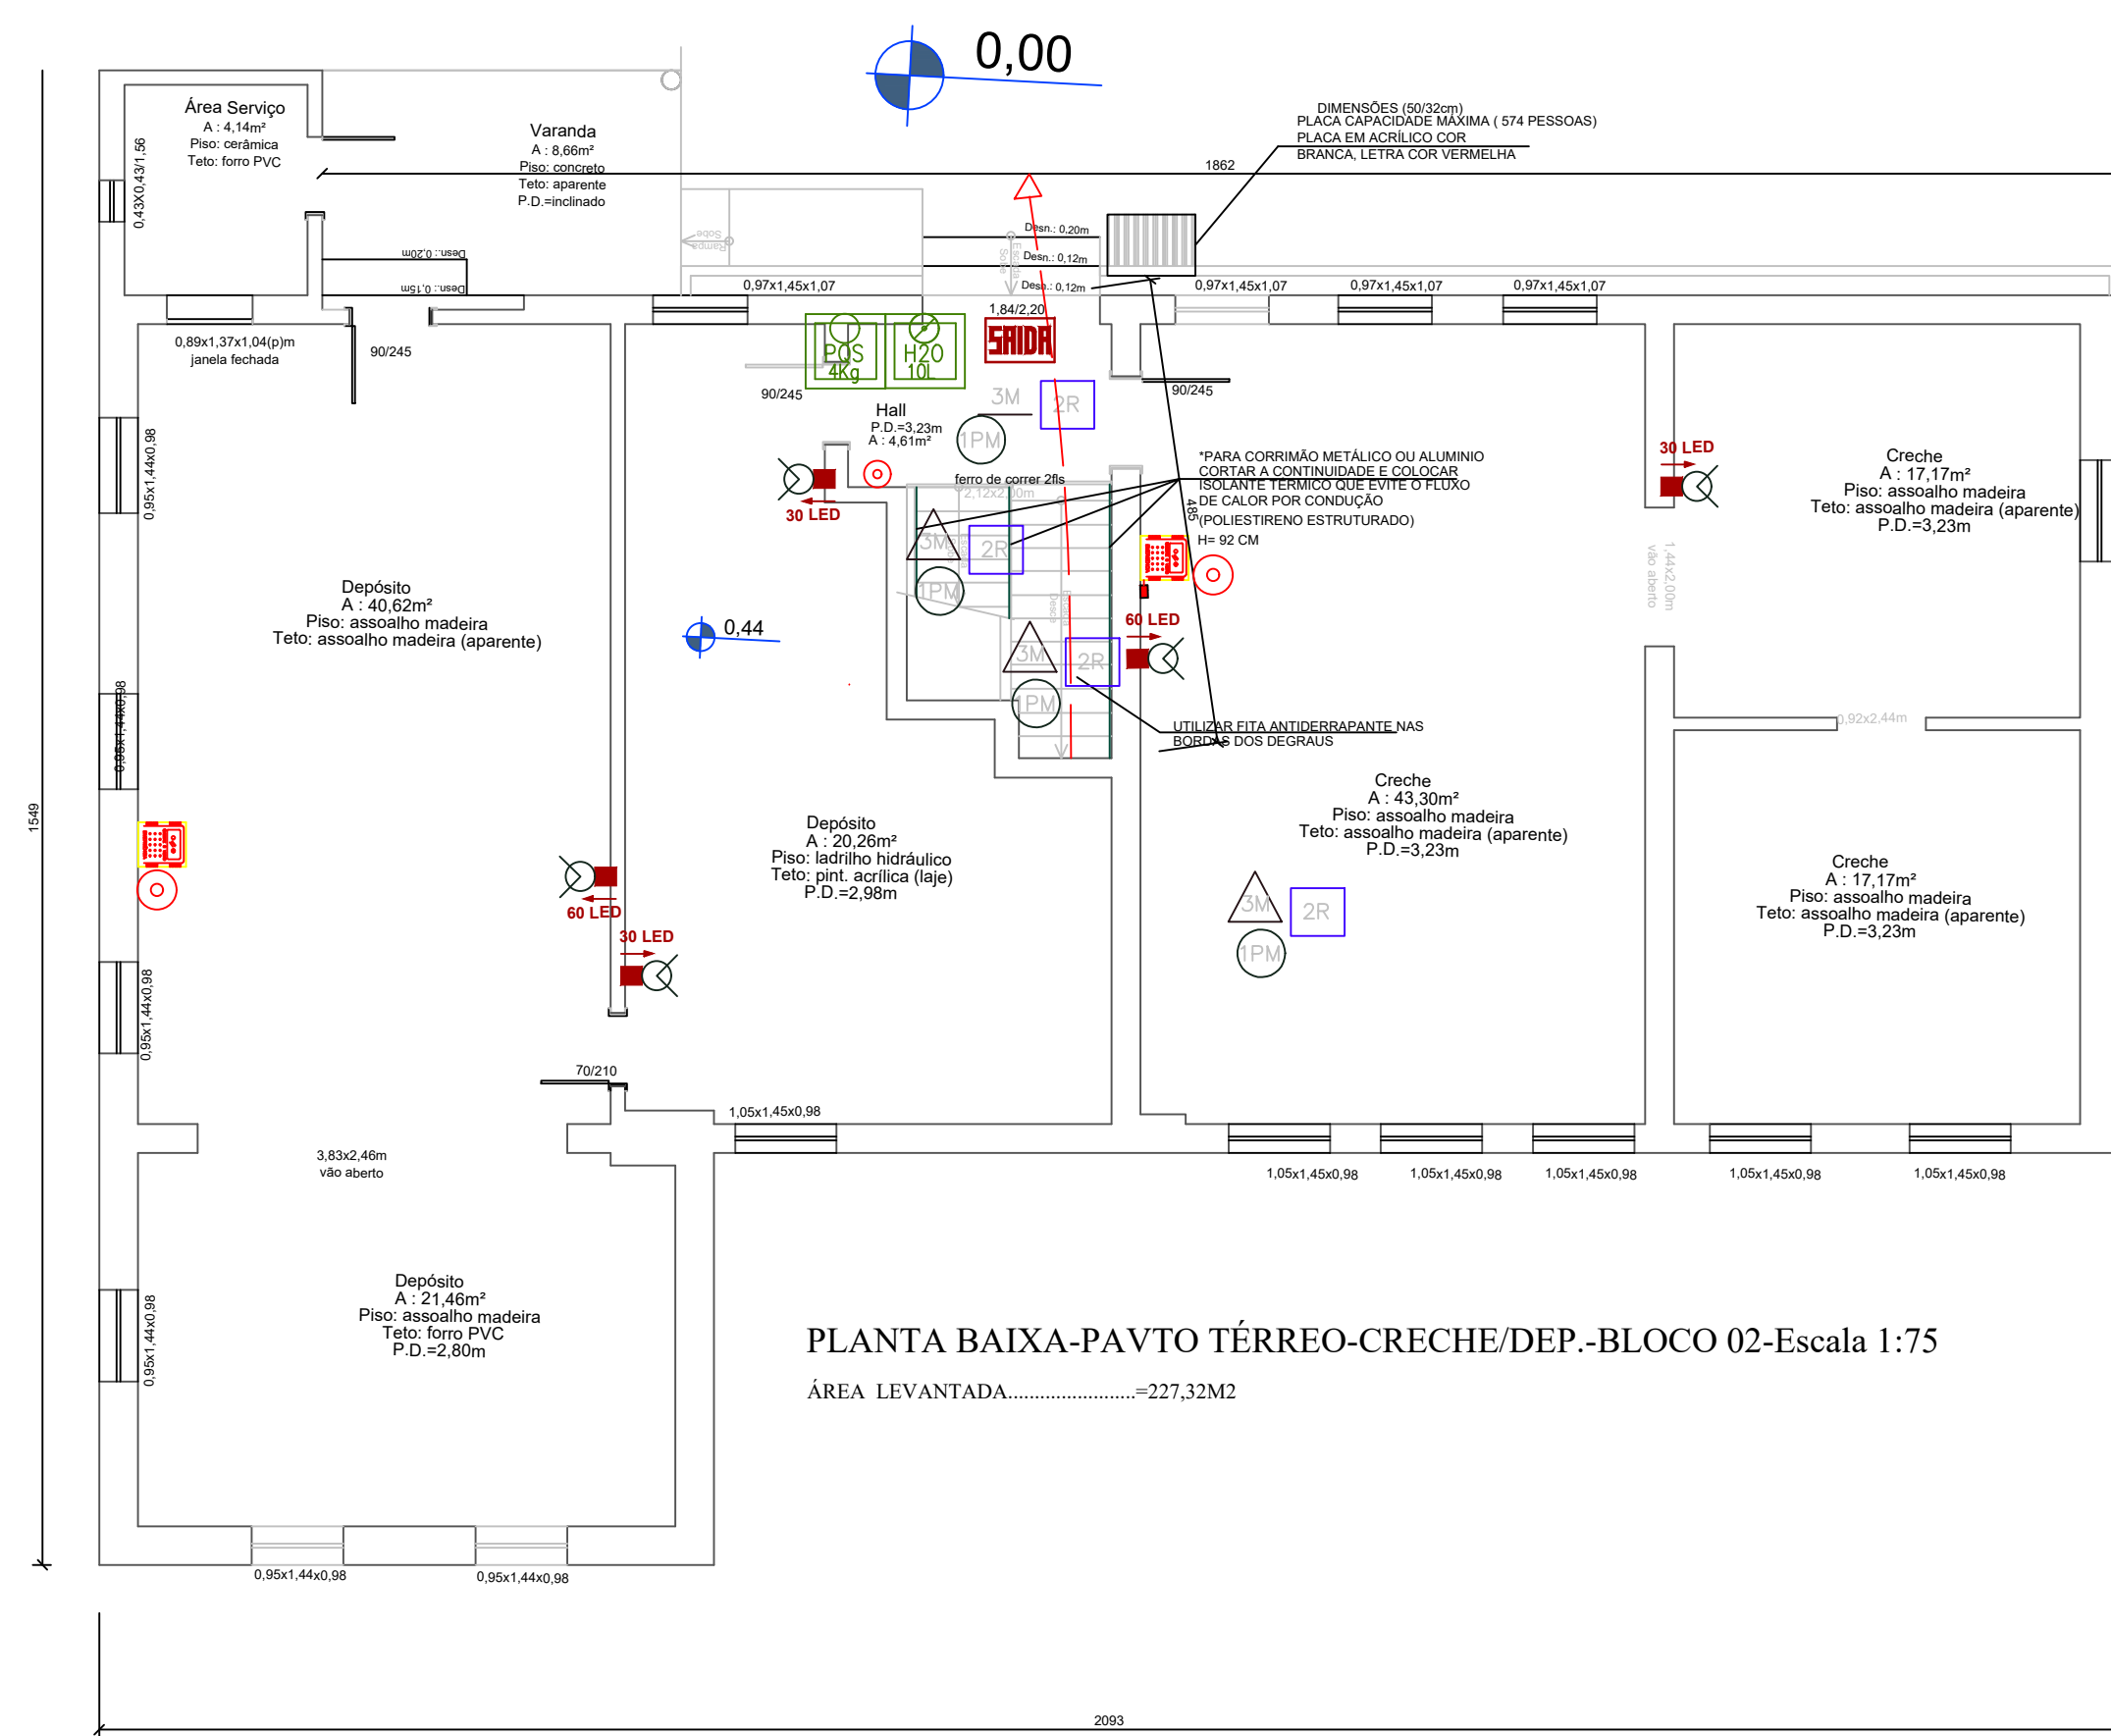 0,00
Área Serviço
A : 4,14m²
Piso: cerâmica
Teto: forro PVC
0,43X0,43/1,56
Varanda
A : 8,66m²
Piso: concreto
Teto: aparente
P.D.=inclinado
DIMENSÕES (50/32cm)
PLACA CAPACIDADE MÁXIMA ( 574 PESSOAS)
PLACA EM ACRÍLICO COR
BRANCA, LETRA COR VERMELHA
1862
Rampa
Sobe
Escada
Sobe
Desn.: 0,20m
Desn.: 0,12m
Desn.: 0,12m
Desn.: 0,20m
Desn.: 0,15m
0,97x1,45x1,07
0,97x1,45x1,07
0,97x1,45x1,07
0,97x1,45x1,07
1,84/2,20
SAIDA
PQS
4Kg
H2O
10L
0,89x1,37x1,04(p)m
janela fechada
90/245
90/245
90/245
3M
2R
1PM
Hall
P.D.=3,23m
A : 4,61m²
ferro de correr 2fls
2,12x2,00m
0,95x1,44x0,98
30 LED
30 LED
*PARA CORRIMÃO METÁLICO OU ALUMINIO
CORTAR A CONTINUIDADE E COLOCAR
ISOLANTE TÉRMICO QUE EVITE O FLUXO
DE CALOR POR CONDUÇÃO
(POLIESTIRENO ESTRUTURADO)
H= 92 CM
485
Creche
A : 17,17m²
Piso: assoalho madeira
Teto: assoalho madeira (aparente)
P.D.=3,23m
3M
2R
1PM
Escada
Desce
1,44x2,00m
vão aberto
Depósito
A : 40,62m²
Piso: assoalho madeira
Teto: assoalho madeira (aparente)
0,44
60 LED
3M
2R
1PM
0,95x1,44x0,98
UTILIZAR FITA ANTIDERRAPANTE NAS
BORDAS DOS DEGRAUS
0,92x2,44m
1549
Depósito
A : 20,26m²
Piso: ladrilho hidráulico
Teto: pint. acrílica (laje)
P.D.=2,98m
Creche
A : 43,30m²
Piso: assoalho madeira
Teto: assoalho madeira (aparente)
P.D.=3,23m
Creche
A : 17,17m²
Piso: assoalho madeira
Teto: assoalho madeira (aparente)
P.D.=3,23m
3M
2R
1PM
60 LED
30 LED
0,95x1,44x0,98
70/210
1,05x1,45x0,98
3,83x2,46m
vão aberto
1,05x1,45x0,98
1,05x1,45x0,98
1,05x1,45x0,98
1,05x1,45x0,98
1,05x1,45x0,98
Depósito
A : 21,46m²
Piso: assoalho madeira
Teto: forro PVC
P.D.=2,80m
0,95x1,44x0,98
PLANTA BAIXA-PAVTO TÉRREO-CRECHE/DEP.-BLOCO 02-Escala 1:75
ÁREA LEVANTADA........................=227,32M2
0,95x1,44x0,98
0,95x1,44x0,98
2093